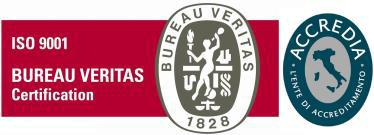 ISO 9001
BUREAU VERITAS
Certification
BUREAU VERITAS
1828
ACCREDIA
L'ENTE DI ACCREDITAMENTO